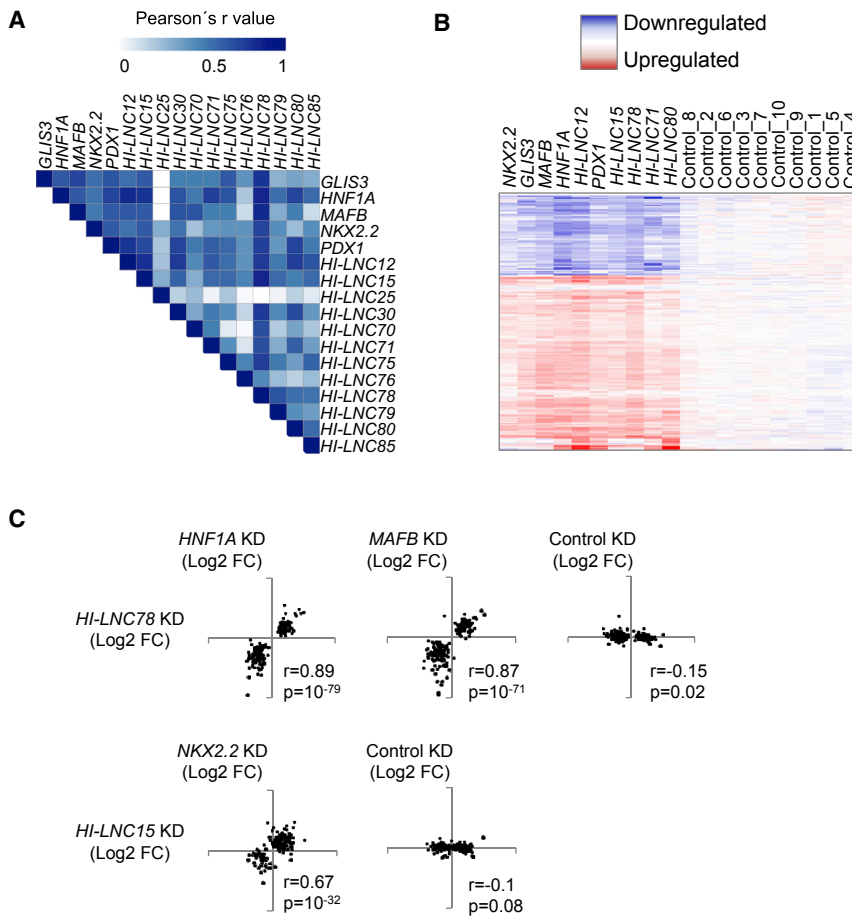 A
Pearson´s r value
0 0.5 1
GLIS3
HNF1A
MAFB
NKX2.2
PDX1
HI-LNC12
HI-LNC15
HI-LNC25
HI-LNC30
HI-LNC70
HI-LNC71
HI-LNC75
HI-LNC76
HI-LNC78
HI-LNC79
HI-LNC80
HI-LNC85
GLIS3
HNF1A
MAFB
NKX2.2
PDX1
HI-LNC12
HI-LNC15
HI-LNC25
HI-LNC30
HI-LNC70
HI-LNC71
HI-LNC75
HI-LNC76
HI-LNC78
HI-LNC79
HI-LNC80
HI-LNC85
B
Downregulated
Upregulated
NKX2.2
GLIS3
MAFB
HNF1A
HI-LNC12
PDX1
HI-LNC15
HI-LNC78
HI-LNC71
HI-LNC80
Control_8
Control_2
Control_6
Control_3
Control_7
Control_10
Control_9
Control_1
Control_5
Control_4
C
HNF1A KD
(Log2 FC)
MAFB KD
(Log2 FC)
Control KD
(Log2 FC)
HI-LNC78 KD
(Log2 FC)
r=0.89
p=10-79
r=0.87
p=10-71
r=-0.15
p=0.02
NKX2.2 KD
(Log2 FC)
Control KD
(Log2 FC)
HI-LNC15 KD
(Log2 FC)
r=0.67
p=10-32
r=-0.1
p=0.08